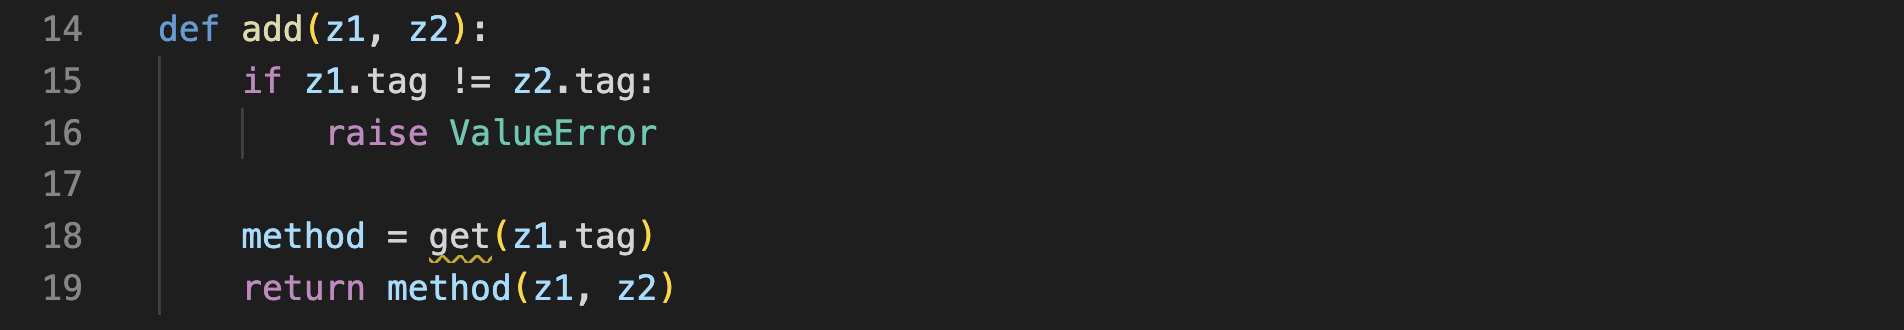 14 def add(z1, z2):
15     if z1.tag != z2.tag:
16         raise ValueError
17
18     method = get(z1.tag)
19     return method(z1, z2)